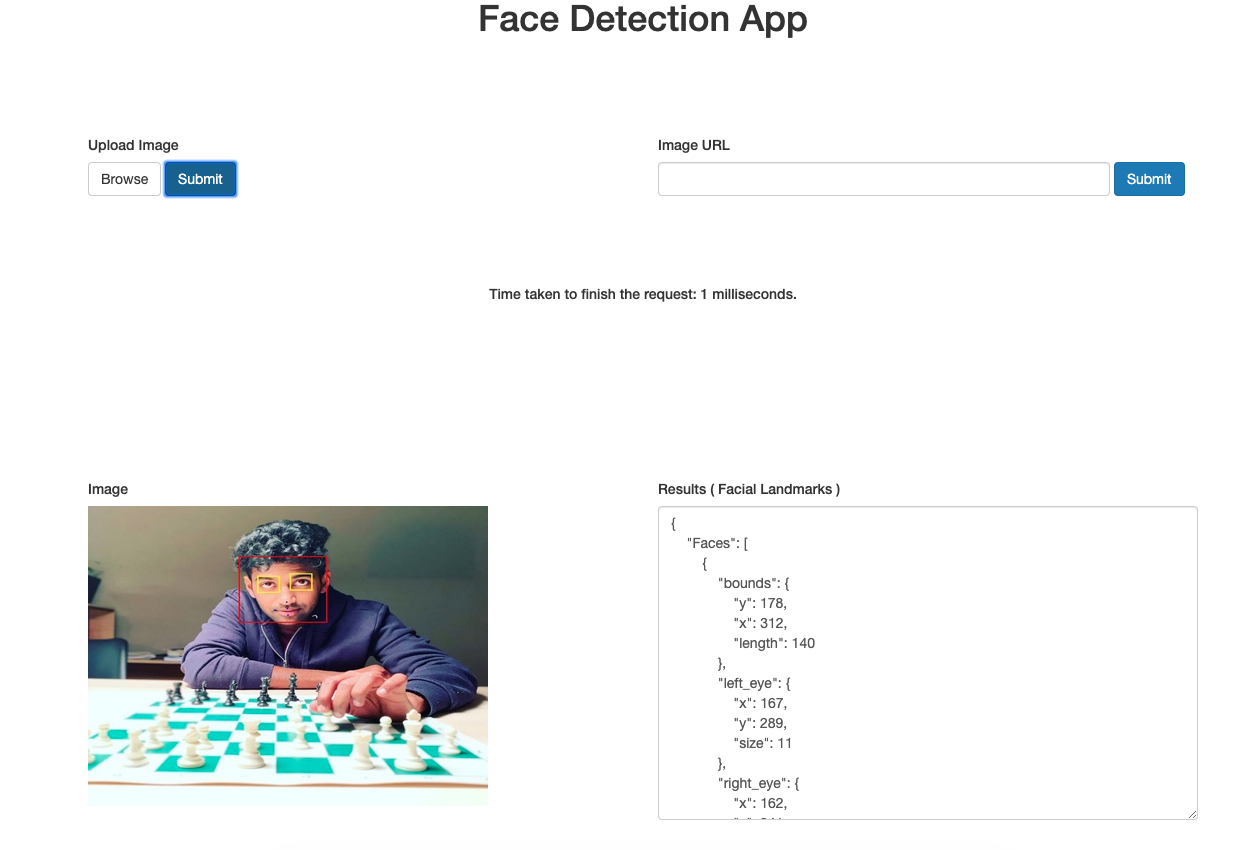 Face Detection App
Upload Image
Browse
Submit
Image URL
Submit
Time taken to finish the request: 1 milliseconds.
Image
Results ( Facial Landmarks )
{
"Faces": [
{
"bounds": {
"y": 178,
"x": 312,
"length": 140
},
"left_eye": {
"x": 167,
"y": 289,
"size": 11
},
"right_eye": {
"x": 162,